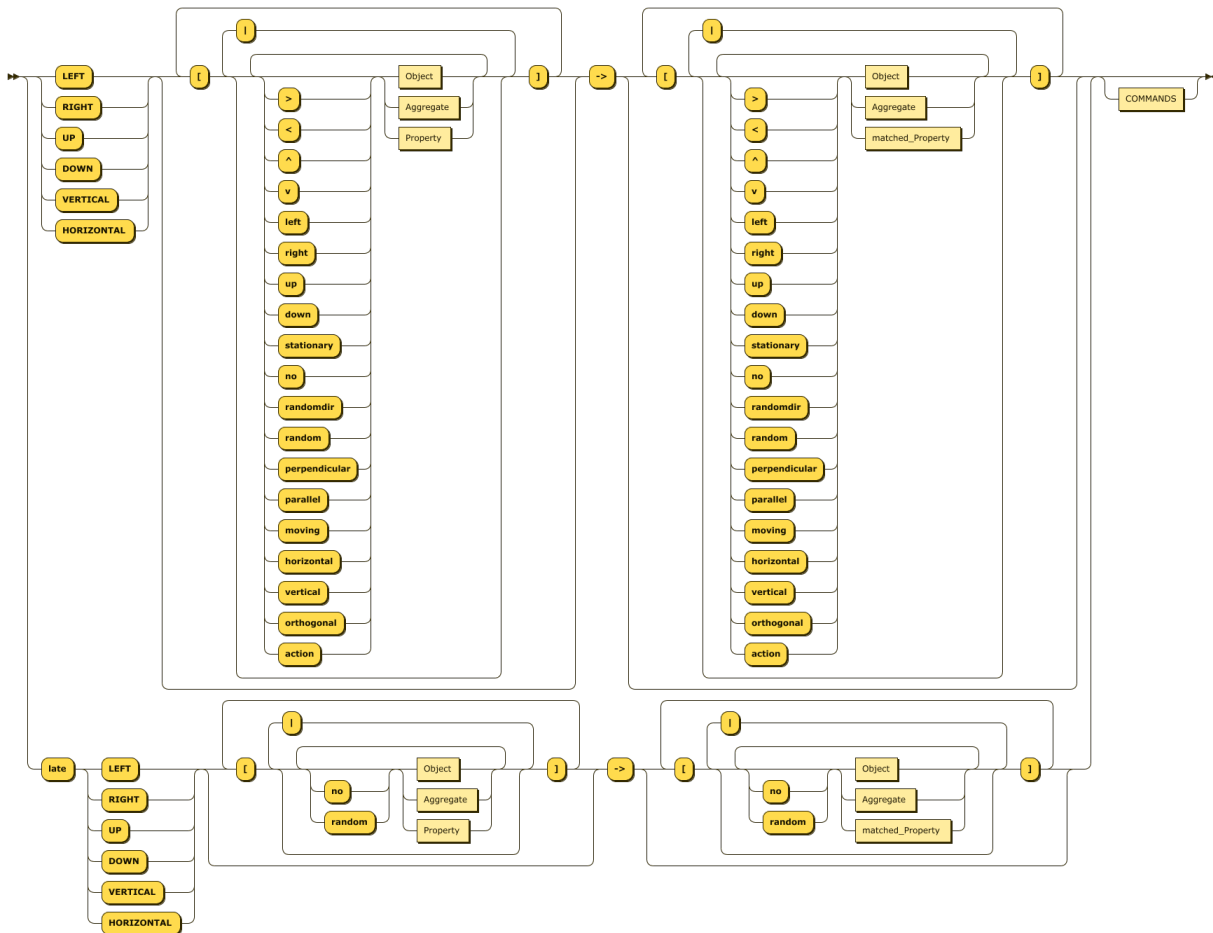 | |
LEFT [ Object ] -> [ Object ]
RIGHT > Aggregate > Aggregate COMMANDS
UP < Property < matched_Property
DOWN ^ ^
VERTICAL v v
HORIZONTAL left left
right right
up up
down down
stationary stationary
no no
randomdir randomdir
random random
perpendicular perpendicular
parallel parallel
moving moving
horizontal horizontal
vertical vertical
orthogonal orthogonal
action action
| |
late LEFT [ Object ] -> [ Object ]
RIGHT no Aggregate no Aggregate
UP random Property random matched_Property
DOWN
VERTICAL
HORIZONTAL